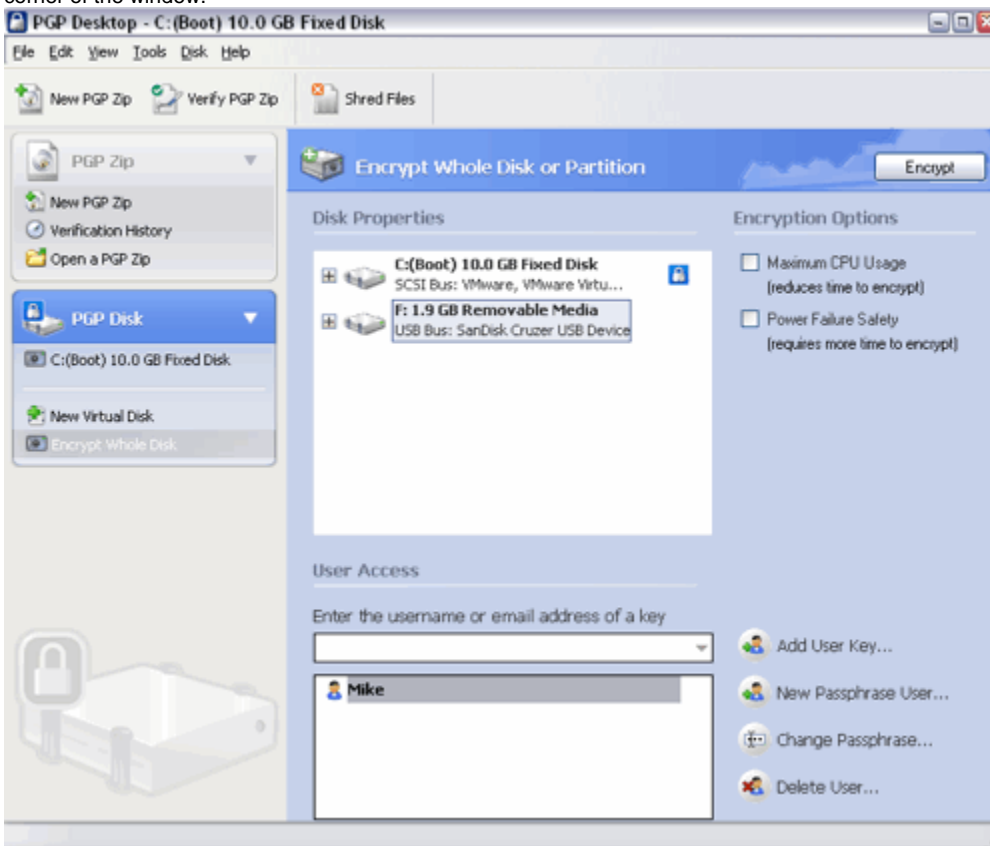 corner of the window.
PGP Desktop - C:(Boot) 10.0 GB Fixed Disk
File Edit View Tools Disk Help
New PGP Zip Verify PGP Zip Shred Files
PGP Zip
New PGP Zip
Verification History
Open a PGP Zip
PGP Disk
C:(Boot) 10.0 GB Fixed Disk
New Virtual Disk
Encrypt Whole Disk
Encrypt Whole Disk or Partition
Encrypt
Disk Properties
C:(Boot) 10.0 GB Fixed Disk
SCSI Bus: VMware, VMware Virtu...
F: 1.9 GB Removable Media
USB Bus: SanDisk Cruzer USB Device
Encryption Options
Maximum CPU Usage
(reduces time to encrypt)
Power Failure Safety
(requires more time to encrypt)
User Access
Enter the username or email address of a key
Mike
Add User Key...
New Passphrase User...
Change Passphrase...
Delete User...